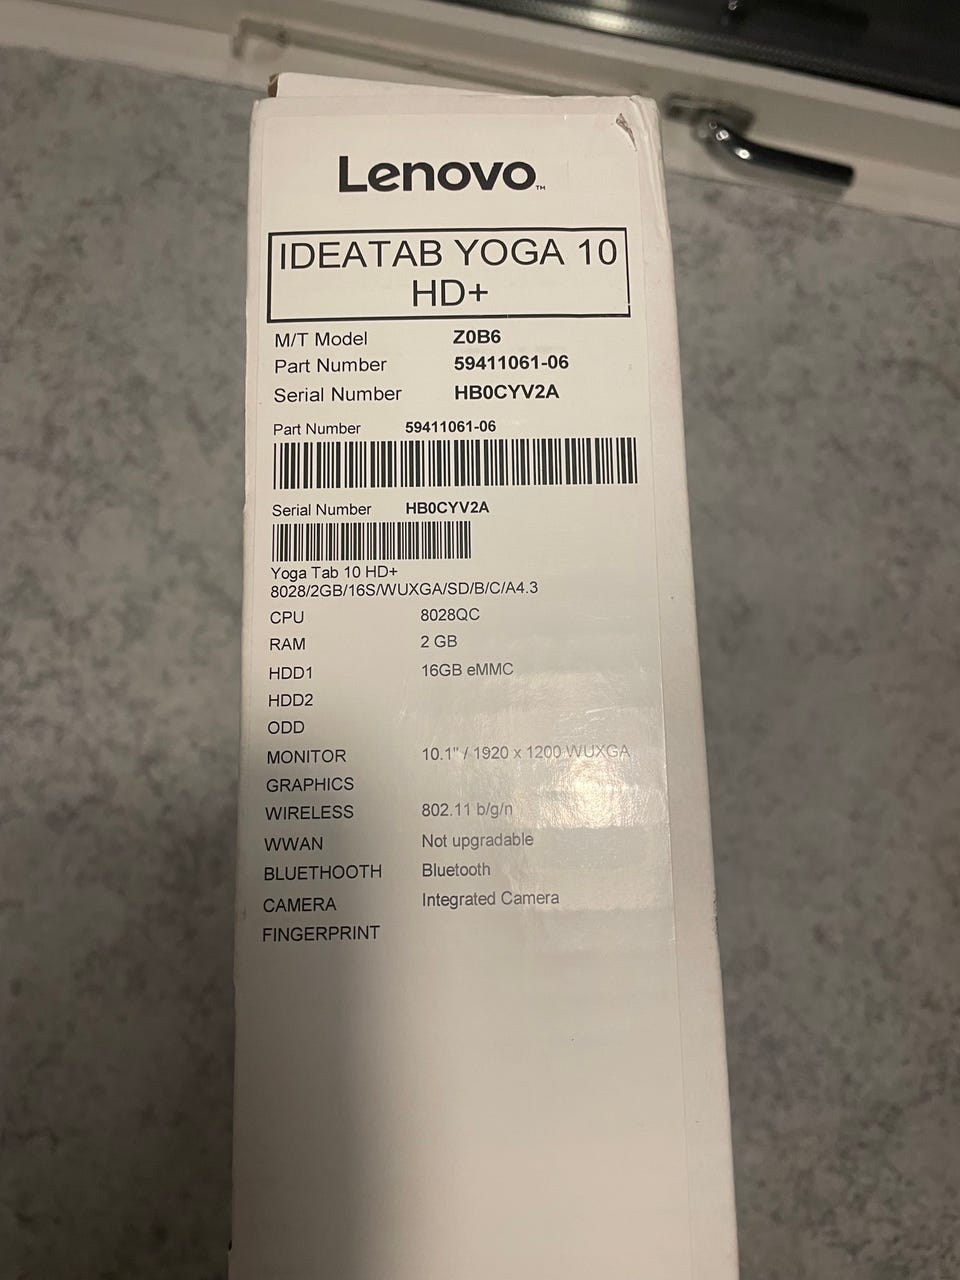 Lenovo™
IDEATAB YOGA 10
HD+
M/T Model Z0B6
Part Number 59411061-06
Serial Number HB0CYV2A
Part Number 59411061-06
Serial Number HB0CYV2A
Yoga Tab 10 HD+
8028/2GB/16S/WUXGA/SD/B/C/A4.3
CPU 8028QC
RAM 2 GB
HDD1 16GB eMMC
HDD2
ODD
MONITOR 10.1" / 1920 x 1200 WUXGA
GRAPHICS
WIRELESS 802.11 b/g/n
WWAN Not upgradable
BLUETHOOTH Bluetooth
CAMERA Integrated Camera
FINGERPRINT